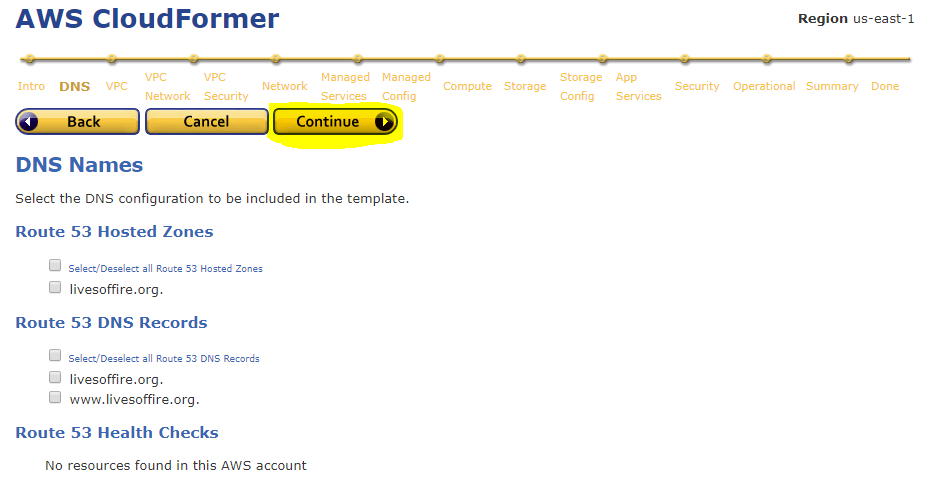 AWS CloudFormer
Region us-east-1
Intro DNS VPC VPC Network VPC Security Network Managed Services Managed Config Compute Storage Storage Config App Services Security Operational Summary Done
Back Cancel Continue
DNS Names
Select the DNS configuration to be included in the template.
Route 53 Hosted Zones
Select/Deselect all Route 53 Hosted Zones
livesoffire.org.
Route 53 DNS Records
Select/Deselect all Route 53 DNS Records
livesoffire.org.
www.livesoffire.org.
Route 53 Health Checks
No resources found in this AWS account